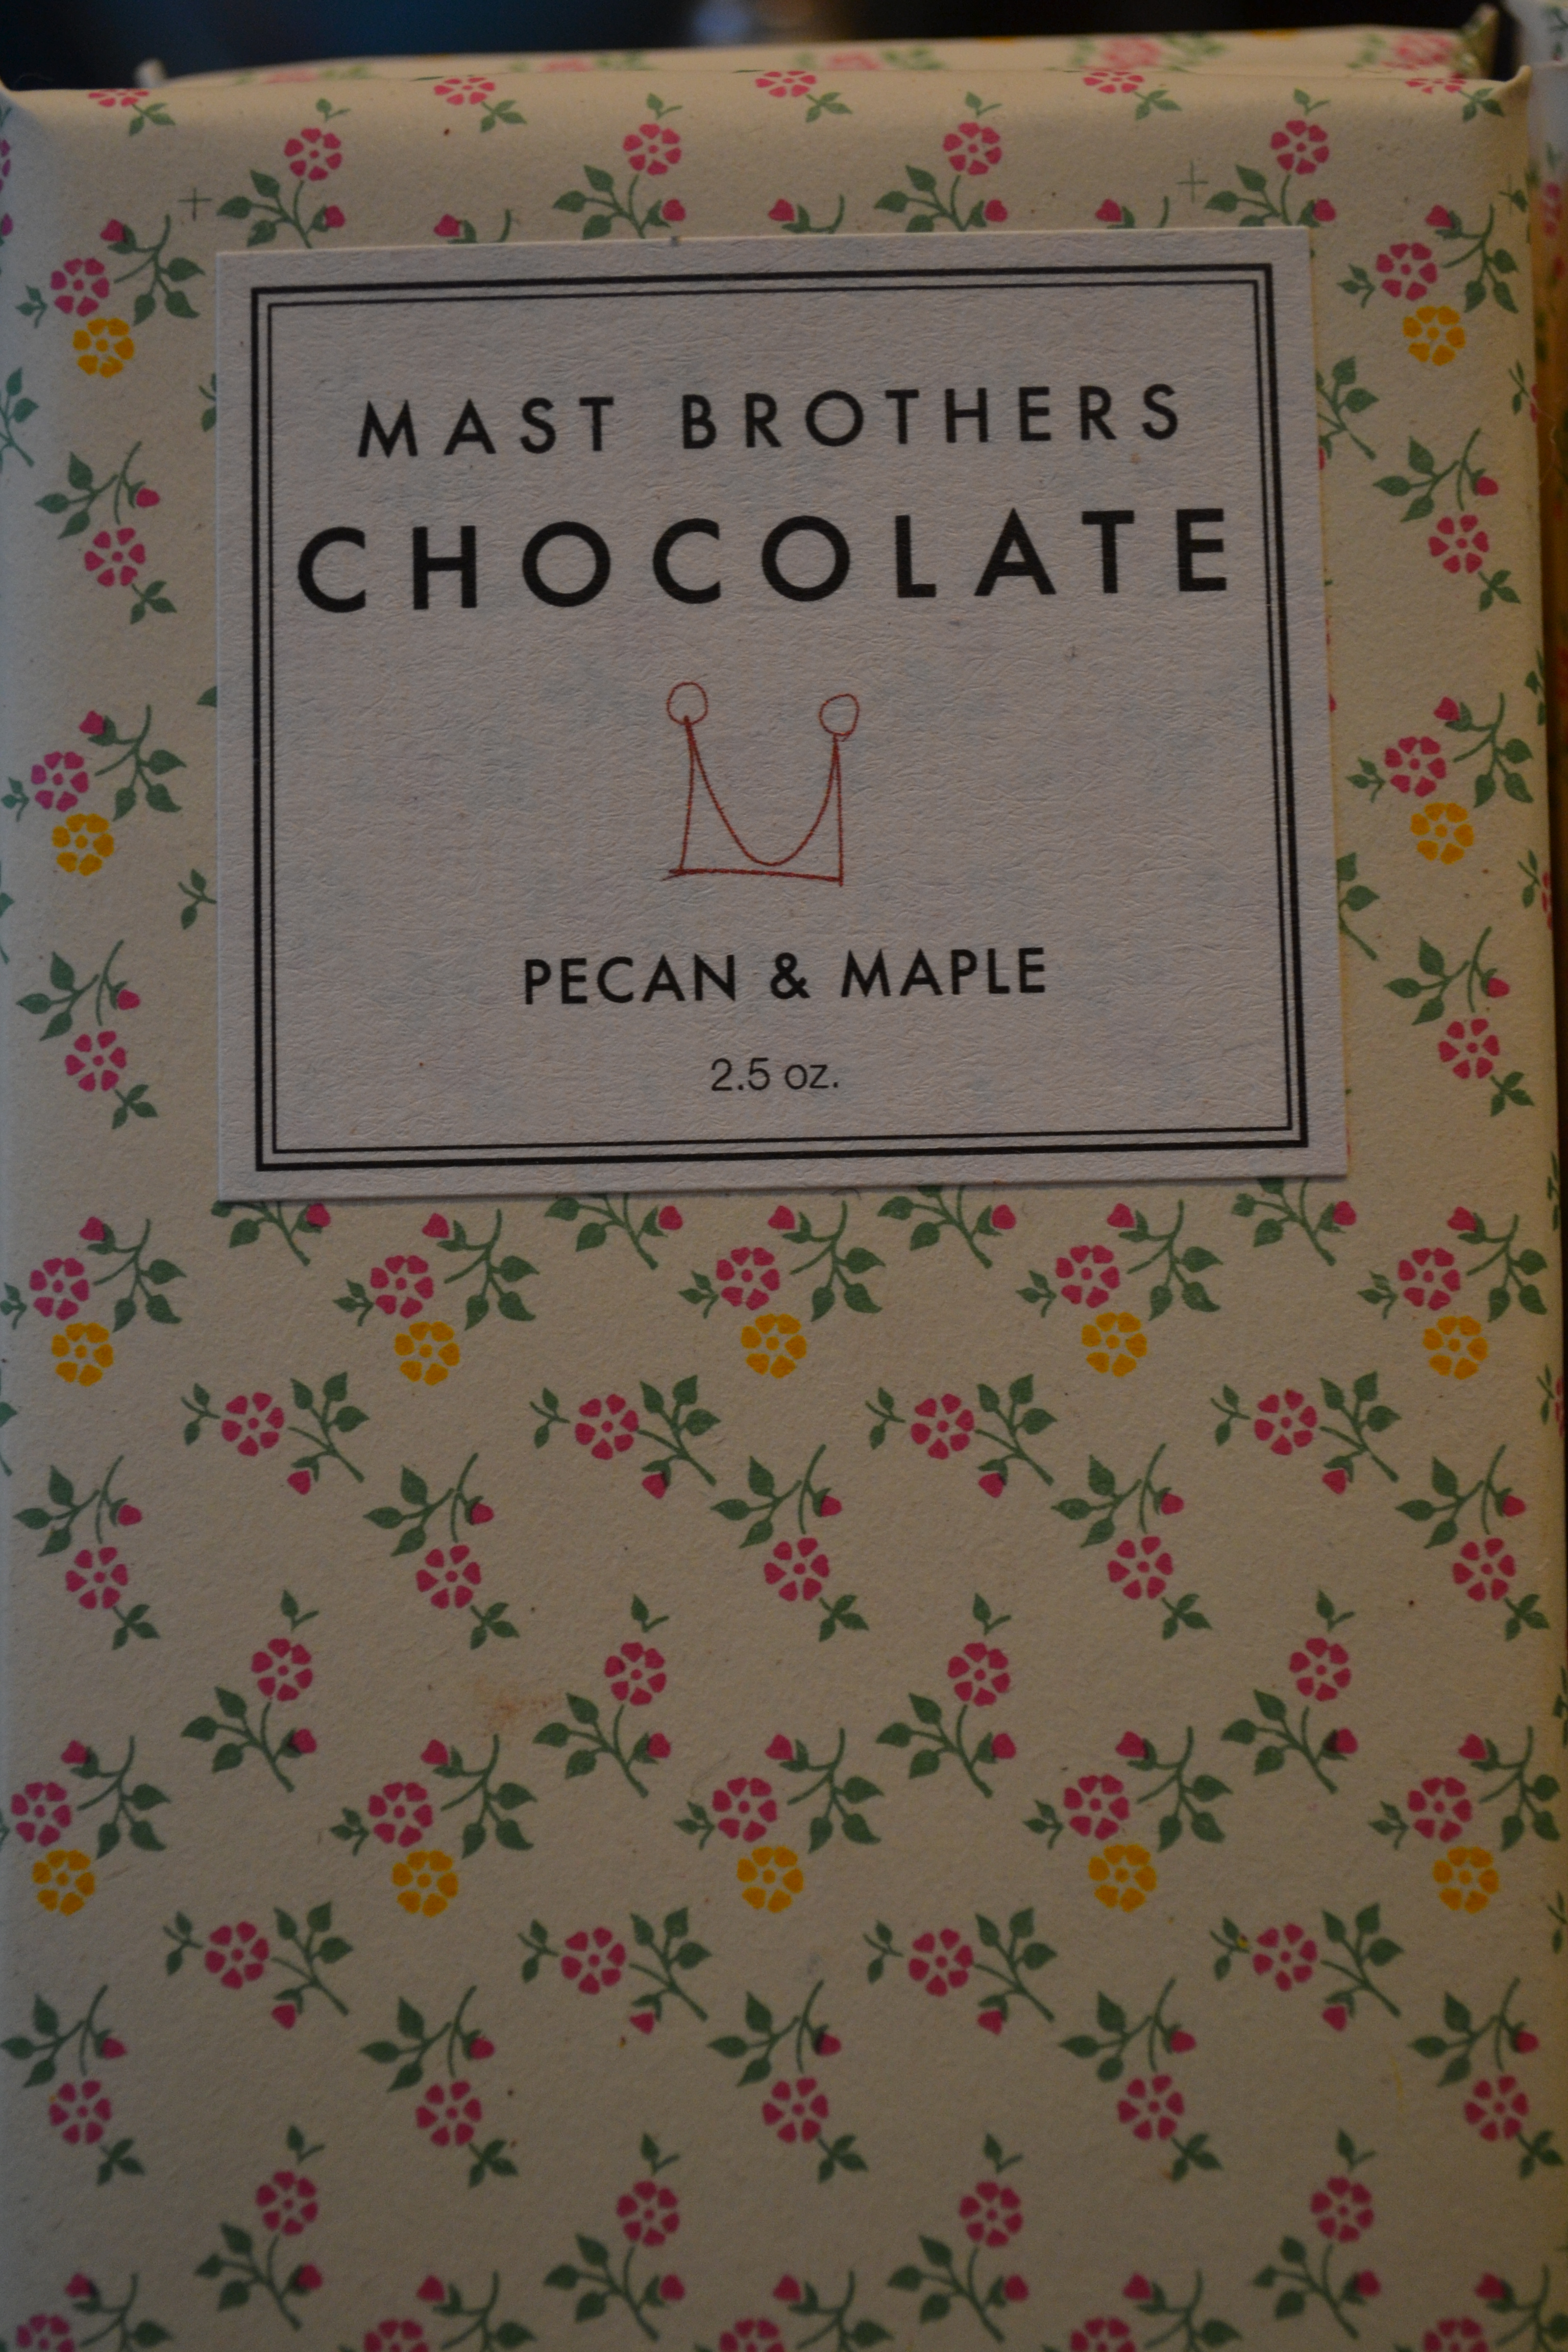 MAST BROTHERS
CHOCOLATE
PECAN & MAPLE
2.5 oz.